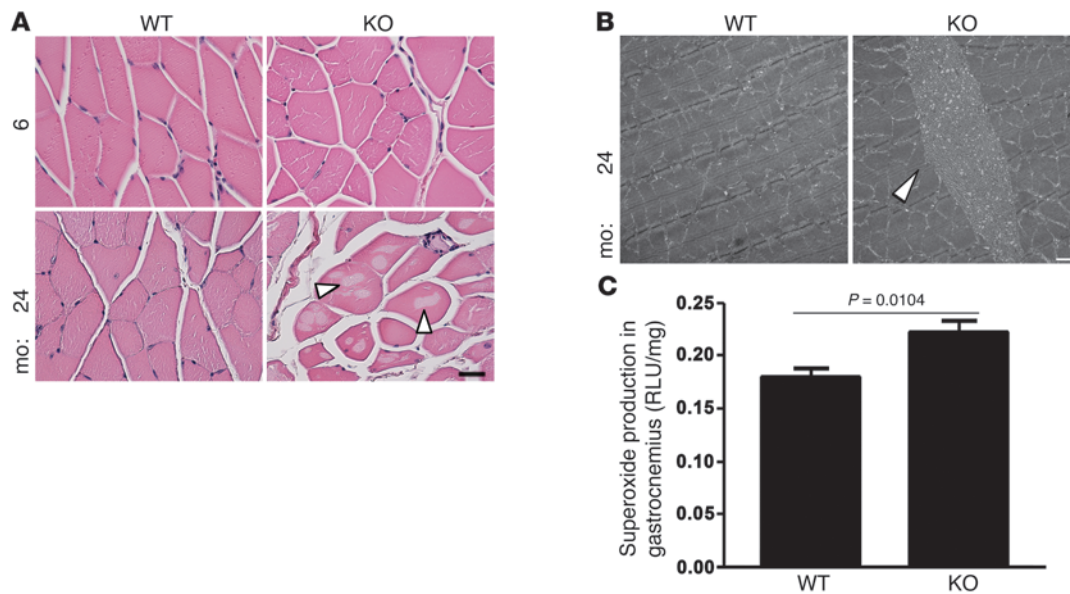 A
WT
KO
6
24
mo:
B
WT
KO
24
mo:
C
P = 0.0104
Superoxide production in
gastrocnemius (RLU/mg)
0.25
0.20
0.15
0.10
0.05
0.00
WT
KO